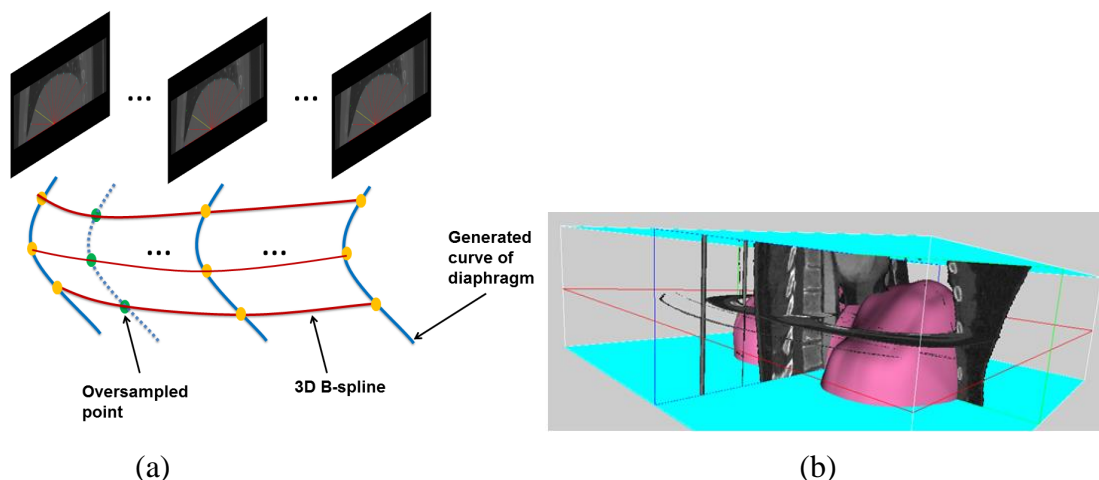 ... ...
... ...
Generated
curve of
diaphragm
Oversampled
point
3D B-spline
(a)
(b)